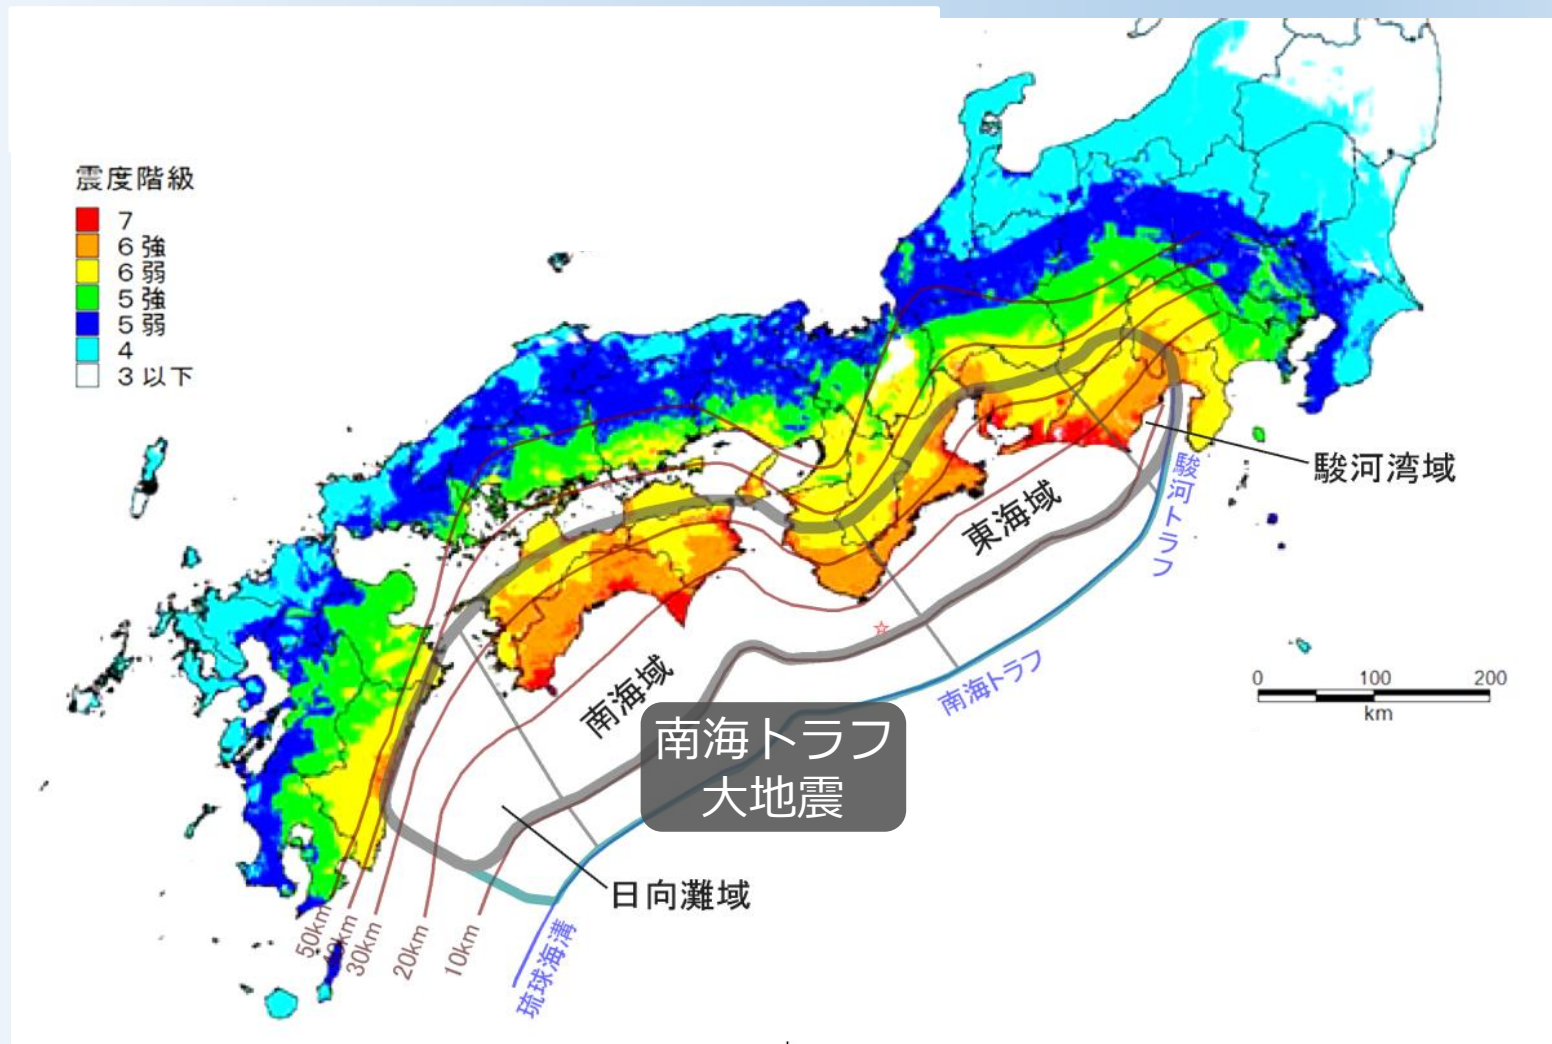 震度階級
7
6強
6弱
5強
5弱
4
3以下
駿河湾域
駿河トラフ
東海域
南海トラフ
南海域
0 100 200
km
南海トラフ
大地震
日向灘域
50km
40km
30km
20km
10km
琉球海溝